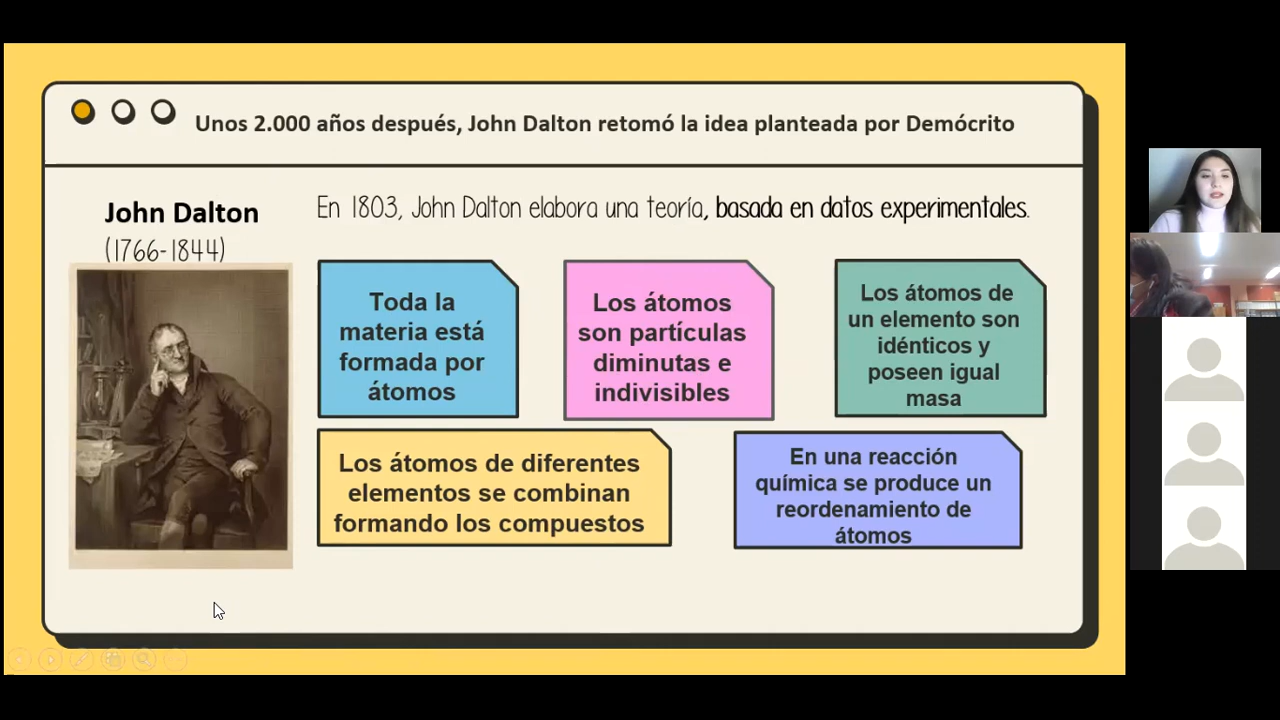 Unos 2.000 años después, John Dalton retomó la idea planteada por Demócrito
John Dalton
(1766-1844)
En 1803, John Dalton elabora una teoría, basada en datos experimentales.
Toda la
materia está
formada por
átomos
Los átomos
son partículas
diminutas e
indivisibles
Los átomos de
un elemento son
idénticos y
poseen igual
masa
Los átomos de diferentes
elementos se combinan
formando los compuestos
En una reacción
química se produce un
reordenamiento de
átomos